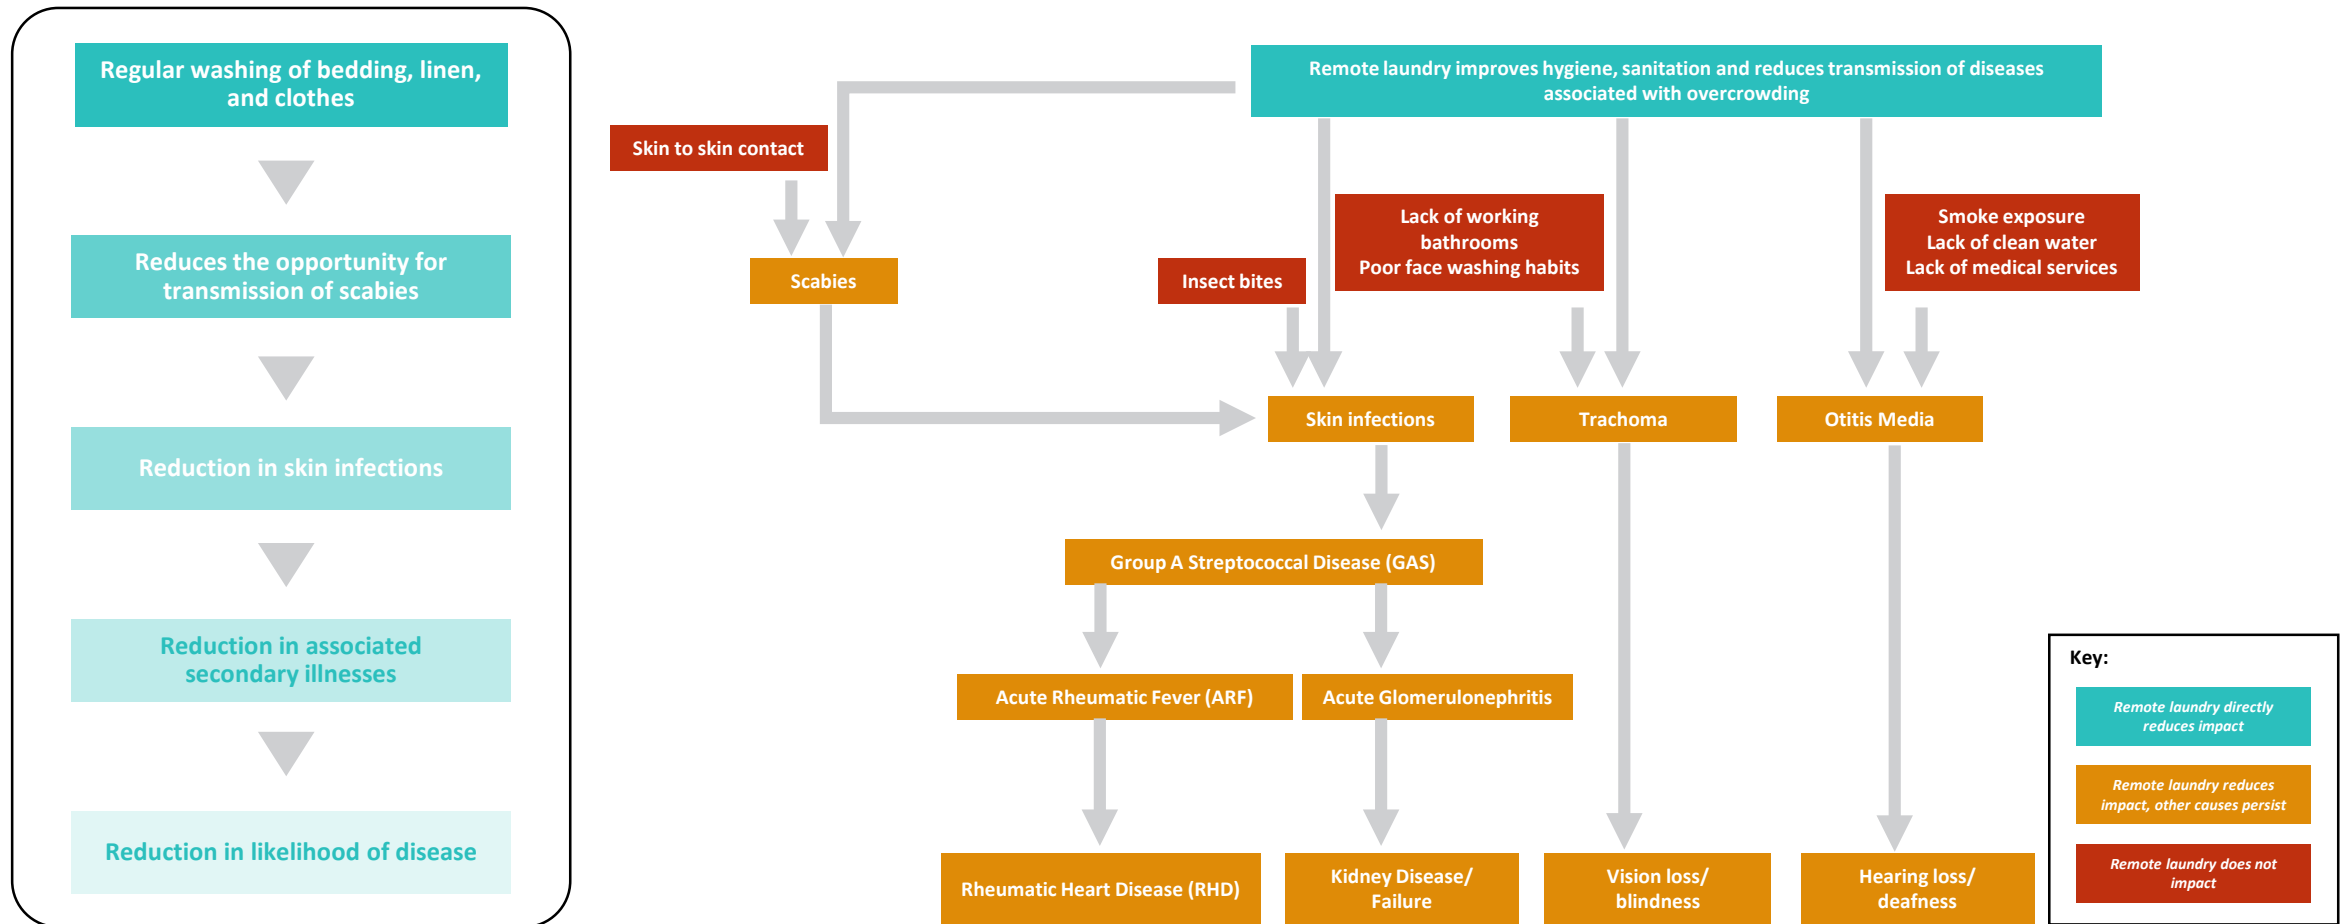 Regular washing of bedding, linen,
and clothes
Reduces the opportunity for
transmission of scabies
Reduction in skin infections
Reduction in associated
secondary illnesses
Reduction in likelihood of disease
Remote laundry improves hygiene, sanitation and reduces transmission of diseases
associated with overcrowding
Skin to skin contact
Scabies
Insect bites
Lack of working
bathrooms
Poor face washing habits
Smoke exposure
Lack of clean water
Lack of medical services
Skin infections
Trachoma
Otitis Media
Group A Streptococcal Disease (GAS)
Acute Rheumatic Fever (ARF)
Acute Glomerulonephritis
Rheumatic Heart Disease (RHD)
Kidney Disease/
Failure
Vision loss/
blindness
Hearing loss/
deafness
Key:
Remote laundry directly
reduces impact
Remote laundry reduces
impact, other causes persist
Remote laundry does not
impact